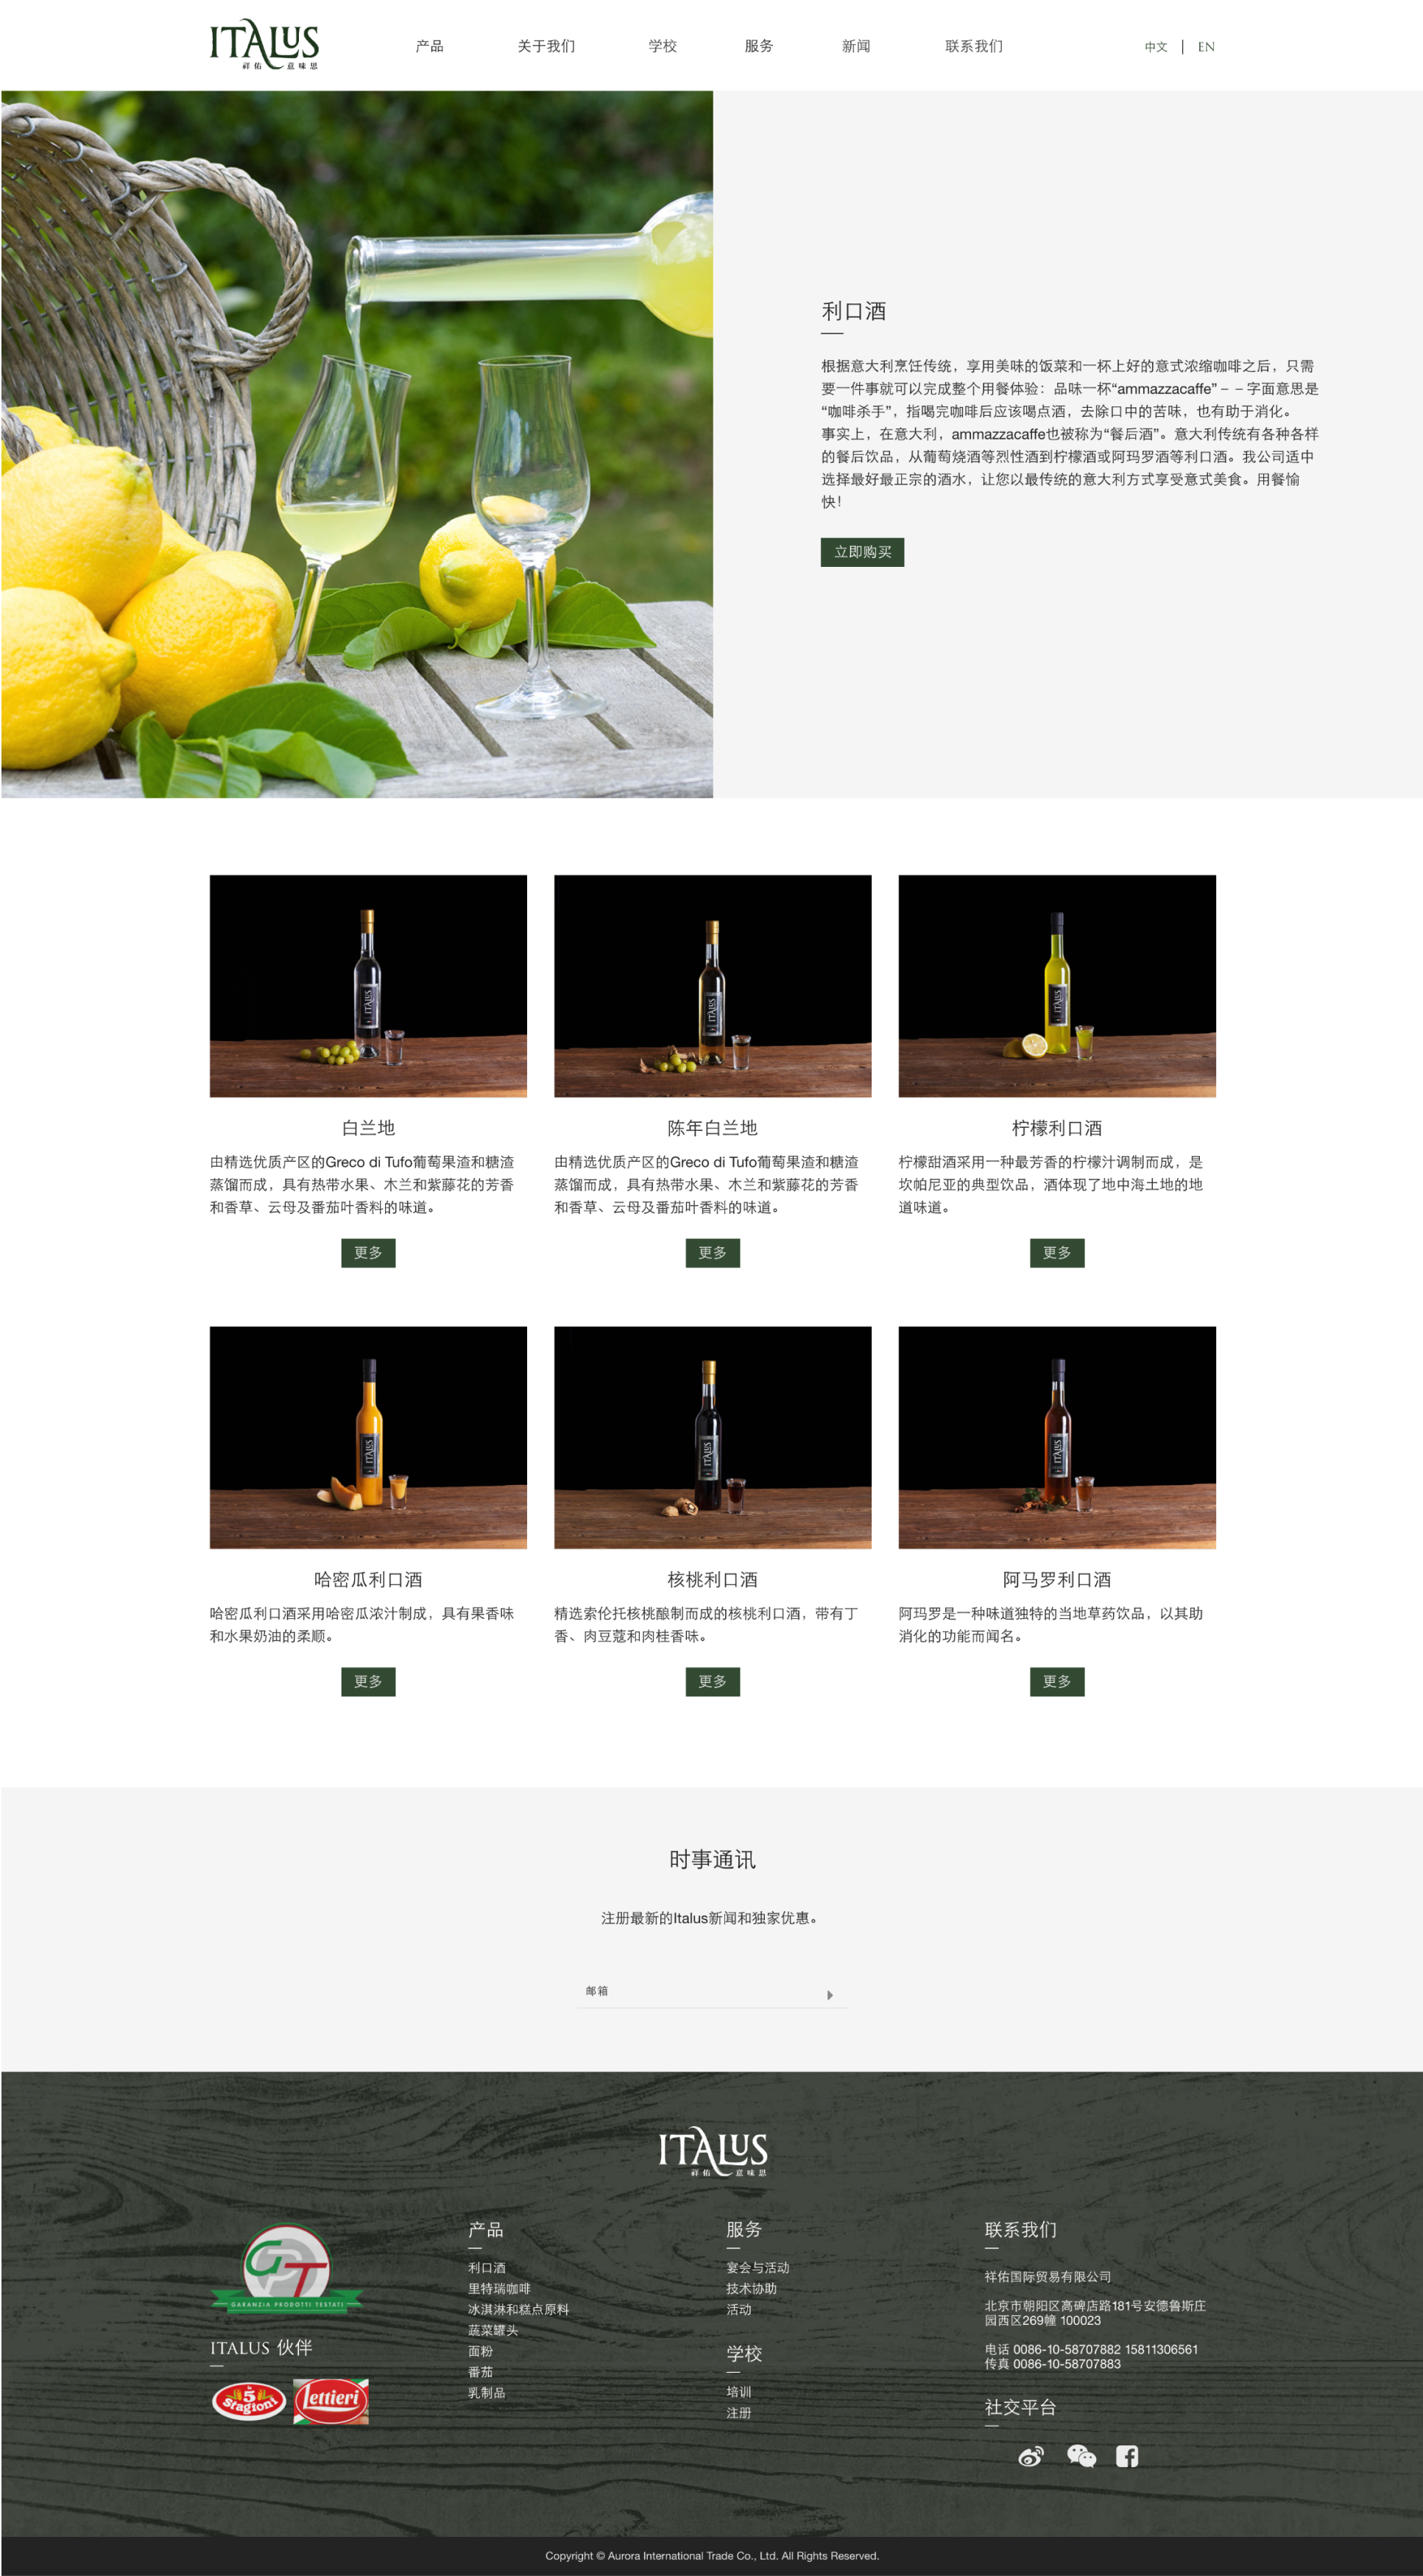 ITALUS
祥佑 意味思
产品 关于我们 学校 服务 新闻 联系我们 中文 | EN
利口酒
根据意大利烹饪传统，享用美味的饭菜和一杯上好的意式浓缩咖啡之后，只需
要一件事就可以完成整个用餐体验：品味一杯“ammazzacaffe”－－字面意思是
“咖啡杀手”，指喝完咖啡后应该喝点酒，去除口中的苦味，也有助于消化。
事实上，在意大利，ammazzacaffe也被称为“餐后酒”。意大利传统有各种各样
的餐后饮品，从葡萄烧酒等烈性酒到柠檬酒或阿玛罗酒等利口酒。我公司适中
选择最好最正宗的酒水，让您以最传统的意大利方式享受意式美食。用餐愉
快！
立即购买
ITALUS
ITALUS
ITALUS
白兰地
由精选优质产区的Greco di Tufo葡萄果渣和糖渣
蒸馏而成，具有热带水果、木兰和紫藤花的芳香
和香草、云母及番茄叶香料的味道。
更多
陈年白兰地
由精选优质产区的Greco di Tufo葡萄果渣和糖渣
蒸馏而成，具有热带水果、木兰和紫藤花的芳香
和香草、云母及番茄叶香料的味道。
更多
柠檬利口酒
柠檬甜酒采用一种最芳香的柠檬汁调制而成，是
坎帕尼亚的典型饮品，酒体现了地中海土地的地
道味道。
更多
ITALUS
ITALUS
ITALUS
哈密瓜利口酒
哈密瓜利口酒采用哈密瓜浓汁制成，具有果香味
和水果奶油的柔顺。
更多
核桃利口酒
精选索伦托核桃酿制而成的核桃利口酒，带有丁
香、肉豆蔻和肉桂香味。
更多
阿马罗利口酒
阿玛罗是一种味道独特的当地草药饮品，以其助
消化的功能而闻名。
更多
时事通讯
注册最新的Italus新闻和独家优惠。
邮箱
ITALUS
祥佑 意味思
GPT
GARANZIA PRODOTTI TESTATI
ITALUS 伙伴
5 stagioni
lettieri
产品
利口酒
里特瑞咖啡
冰淇淋和糕点原料
蔬菜罐头
面粉
番茄
乳制品
服务
宴会与活动
技术协助
活动
学校
培训
注册
联系我们
祥佑国际贸易有限公司
北京市朝阳区高碑店路181号安德鲁斯庄
园西区269幢 100023
电话 0086-10-58707882 15811306561
传真 0086-10-58707883
社交平台
Copyright © Aurora International Trade Co., Ltd. All Rights Reserved.